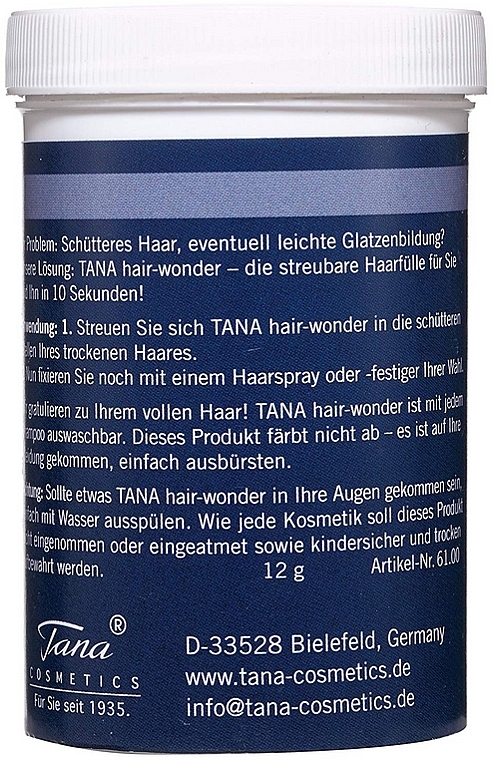 Problem: Schütteres Haar, eventuell leichte Glatzenbildung?
sere Lösung: TANA hair-wonder – die streubare Haarfülle für Sie
d Ihn in 10 Sekunden!
wendung: 1. Streuen Sie sich TANA hair-wonder in die schütteren
llen Ihres trockenen Haares.
Nun fixieren Sie noch mit einem Haarspray oder -festiger Ihrer Wahl.
r gratulieren zu Ihrem vollen Haar! TANA hair-wonder ist mit jedem
ampoo auswaschbar. Dieses Produkt färbt nicht ab – es ist auf Ihre
eidung gekommen, einfach ausbürsten.
chtung: Sollte etwas TANA hair-wonder in Ihre Augen gekommen sein,
nfach mit Wasser ausspülen. Wie jede Kosmetik soll dieses Produkt
cht eingenommen oder eingeatmet sowie kindersicher und trocken
bewahrt werden. 12 g Artikel-Nr. 61.00
Tana®
COSMETICS
Für Sie seit 1935.
D-33528 Bielefeld, Germany
www.tana-cosmetics.de
info@tana-cosmetics.de